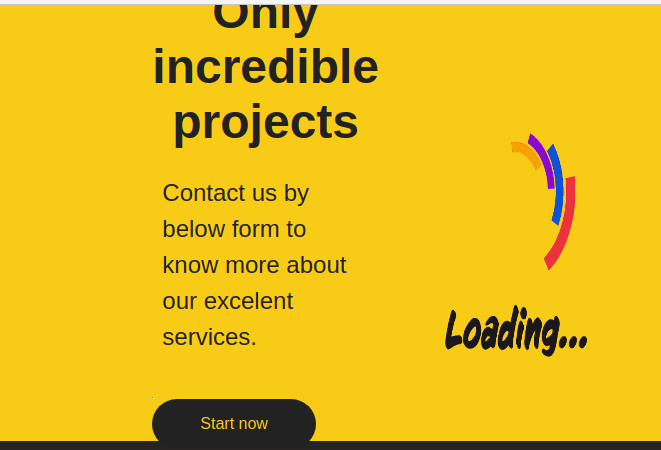 Only
incredible
projects
Contact us by
below form to
know more about
our excelent
services.
Loading...
Start now